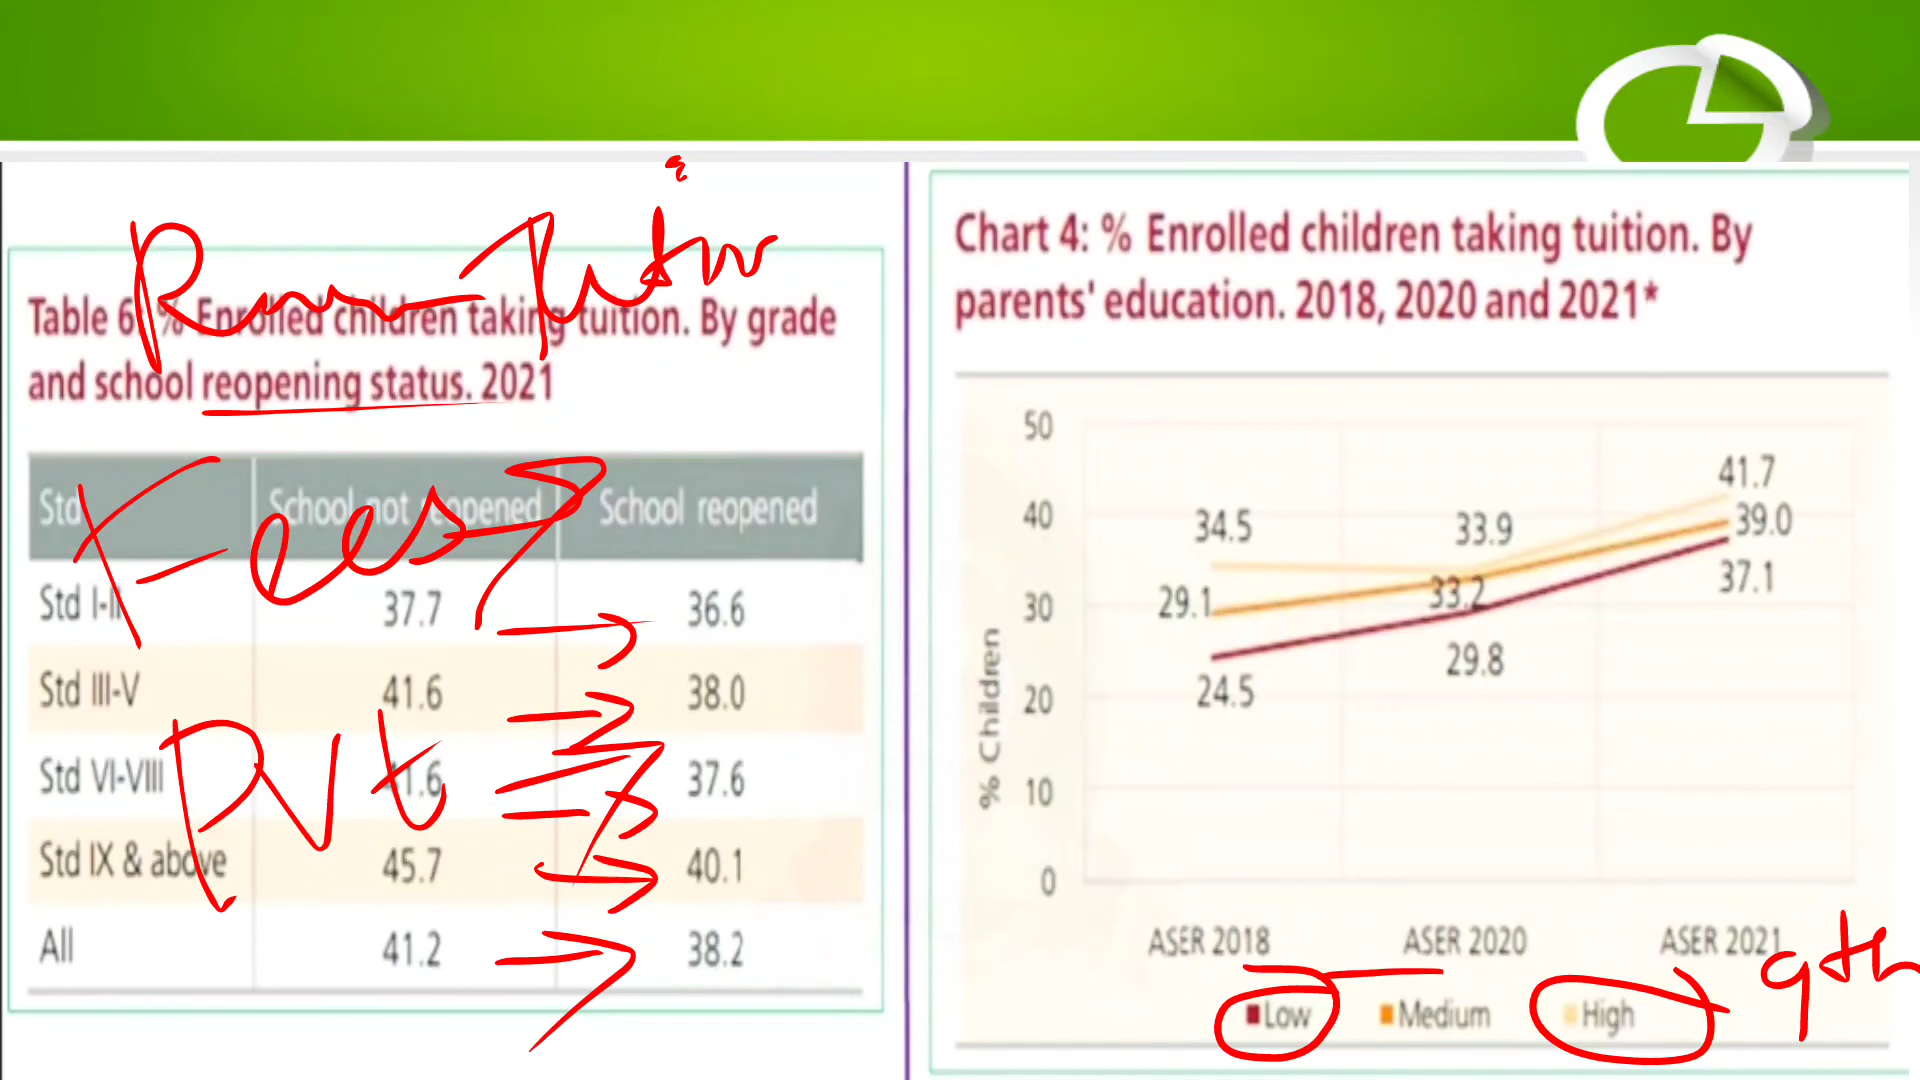 Table 6: % Enrolled children taking tuition. By grade
and school reopening status. 2021
Std School not reopened School reopened
Std I-II 37.7 36.6
Std III-V 41.6 38.0
Std VI-VIII 41.6 37.6
Std IX & above 45.7 40.1
All 41.2 38.2
Fees
Pvt
Chart 4: % Enrolled children taking tuition. By
parents' education. 2018, 2020 and 2021*
% Children
50
40
30
20
10
0
34.5 33.9 41.7
29.1 33.2 39.0
24.5 29.8 37.1
ASER 2018 ASER 2020 ASER 2021
Low Medium High
9th